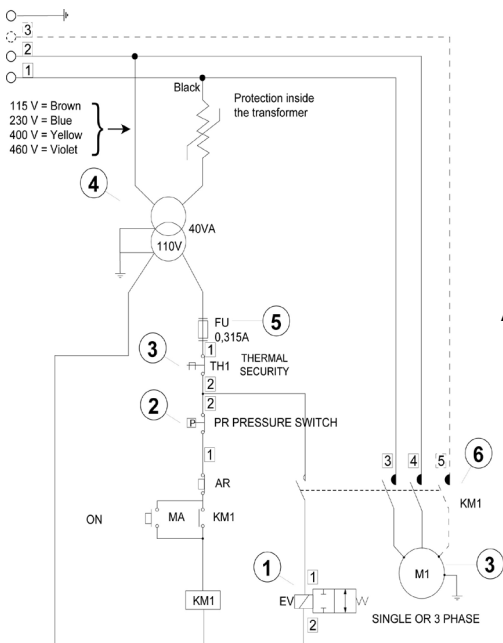 3
2
1
Black
Protection inside
the transformer
115 V = Brown
230 V = Blue
400 V = Yellow
460 V = Violet
4
40VA
110V
FU
0,315A
5
1
3
TH1
THERMAL
SECURITY
2
2
2
P
PR PRESSURE SWITCH
1
3
4
5
6
KM1
AR
ON
MA
KM1
1
1
M1
3
KM1
EV
2
SINGLE OR 3 PHASE